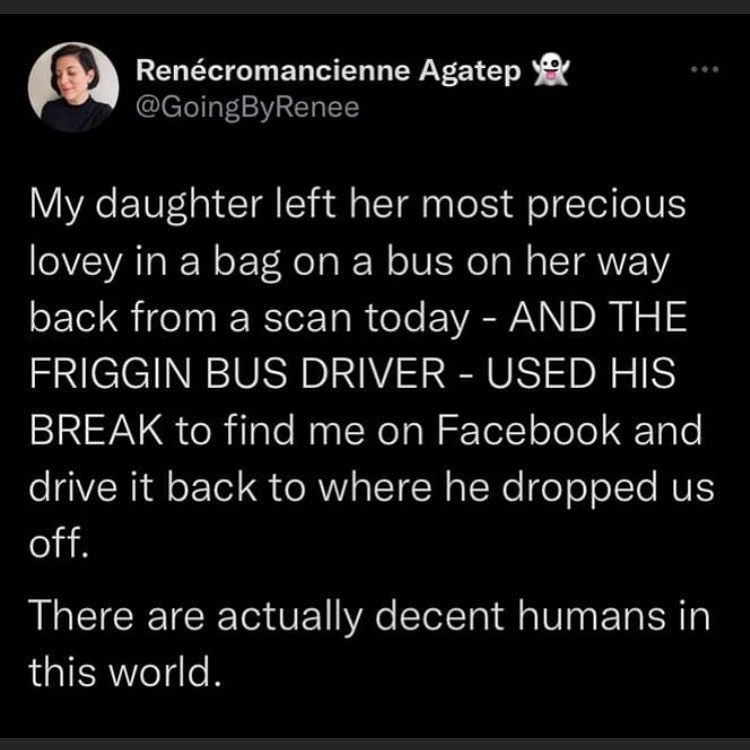 Renécromancienne Agatep 👻
@GoingByRenee
My daughter left her most precious
lovey in a bag on a bus on her way
back from a scan today - AND THE
FRIGGIN BUS DRIVER - USED HIS
BREAK to find me on Facebook and
drive it back to where he dropped us
off.
There are actually decent humans in
this world.